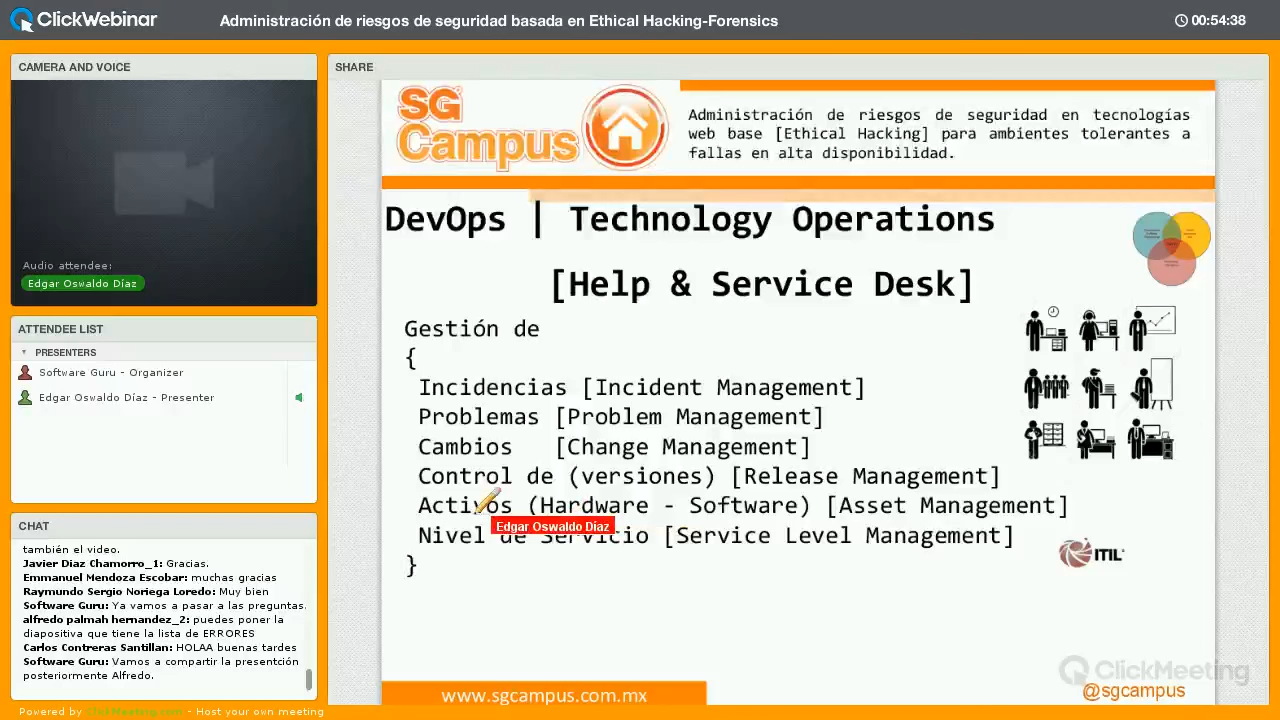 ClickWebinar
Administración de riesgos de seguridad basada en Ethical Hacking-Forensics
00:54:38
CAMERA AND VOICE
Audio attendee:
Edgar Oswaldo Díaz
ATTENDEE LIST
PRESENTERS
Software Guru - Organizer
Edgar Oswaldo Díaz - Presenter
CHAT
también el video.
Javier Diaz Chamorro_1: Gracias.
Emmanuel Mendoza Escobar: muchas gracias
Raymundo Sergio Noriega Loredo: Muy bien
Software Guru: Ya vamos a pasar a las preguntas.
alfredo palmah hernandez_2: puedes poner la
diapositiva que tiene la lista de ERRORES
Carlos Contreras Santillan: HOLAA buenas tardes
Software Guru: Vamos a compartir la presentción
posteriormente Alfredo.
Powered by ClickMeeting.com - Host your own meeting
SHARE
SG
Campus
Administración de riesgos de seguridad en tecnologías
web base [Ethical Hacking] para ambientes tolerantes a
fallas en alta disponibilidad.
DevOps | Technology Operations
[Help & Service Desk]
Gestión de
{
Incidencias [Incident Management]
Problemas [Problem Management]
Cambios [Change Management]
Control de (versiones) [Release Management]
Activos (Hardware - Software) [Asset Management]
Edgar Oswaldo Díaz
Nivel de Servicio [Service Level Management]
}
ITIL
ClickMeeting
www.sgcampus.com.mx
@sgcampus